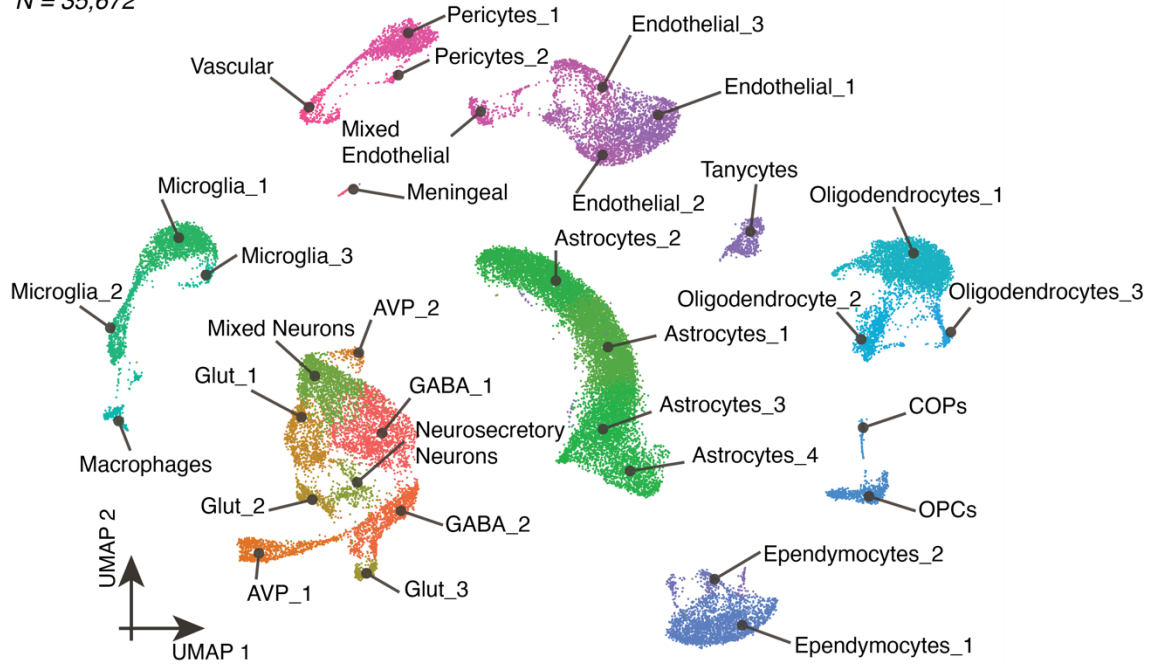 N = 35,672
Pericytes_1
Endothelial_3
Pericytes_2
Vascular
Endothelial_1
Mixed
Endothelial
Tanycytes
Meningeal
Endothelial_2
Microglia_1
Oligodendrocytes_1
Astrocytes_2
Microglia_3
Microglia_2
Oligodendrocyte_2
Oligodendrocytes_3
AVP_2
Mixed Neurons
Astrocytes_1
Glut_1
GABA_1
Astrocytes_3
COPs
Neurosecretory
Neurons
Astrocytes_4
Macrophages
Glut_2
OPCs
GABA_2
UMAP 2
Ependymocytes_2
AVP_1
Glut_3
Ependymocytes_1
UMAP 1